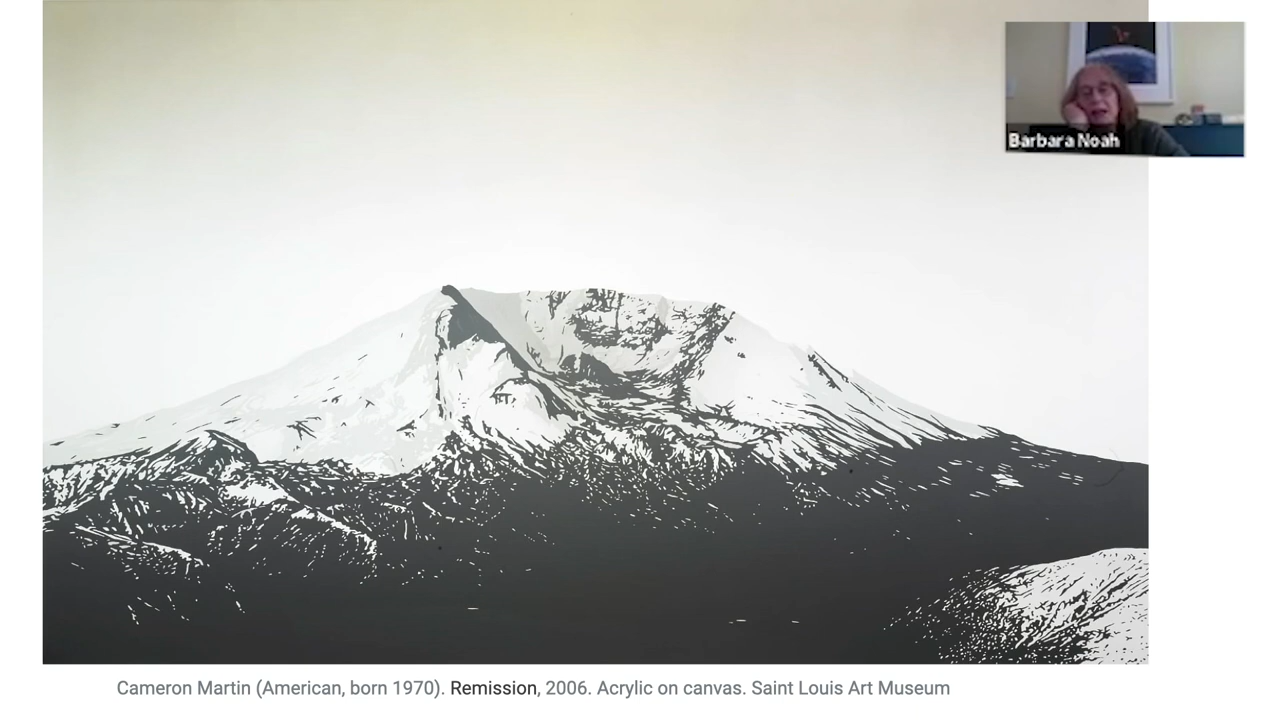 Barbara Noah
Cameron Martin (American, born 1970). Remission, 2006. Acrylic on canvas. Saint Louis Art Museum